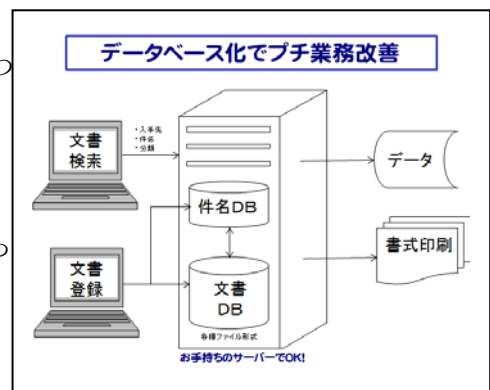 データベース化でプチ業務改善
文書
検索
・入手先
・件名
・分類
件名DB
データ
文書
登録
文書
DB
書式印刷
各種ファイル形式
お手持ちのサーバーでOK!